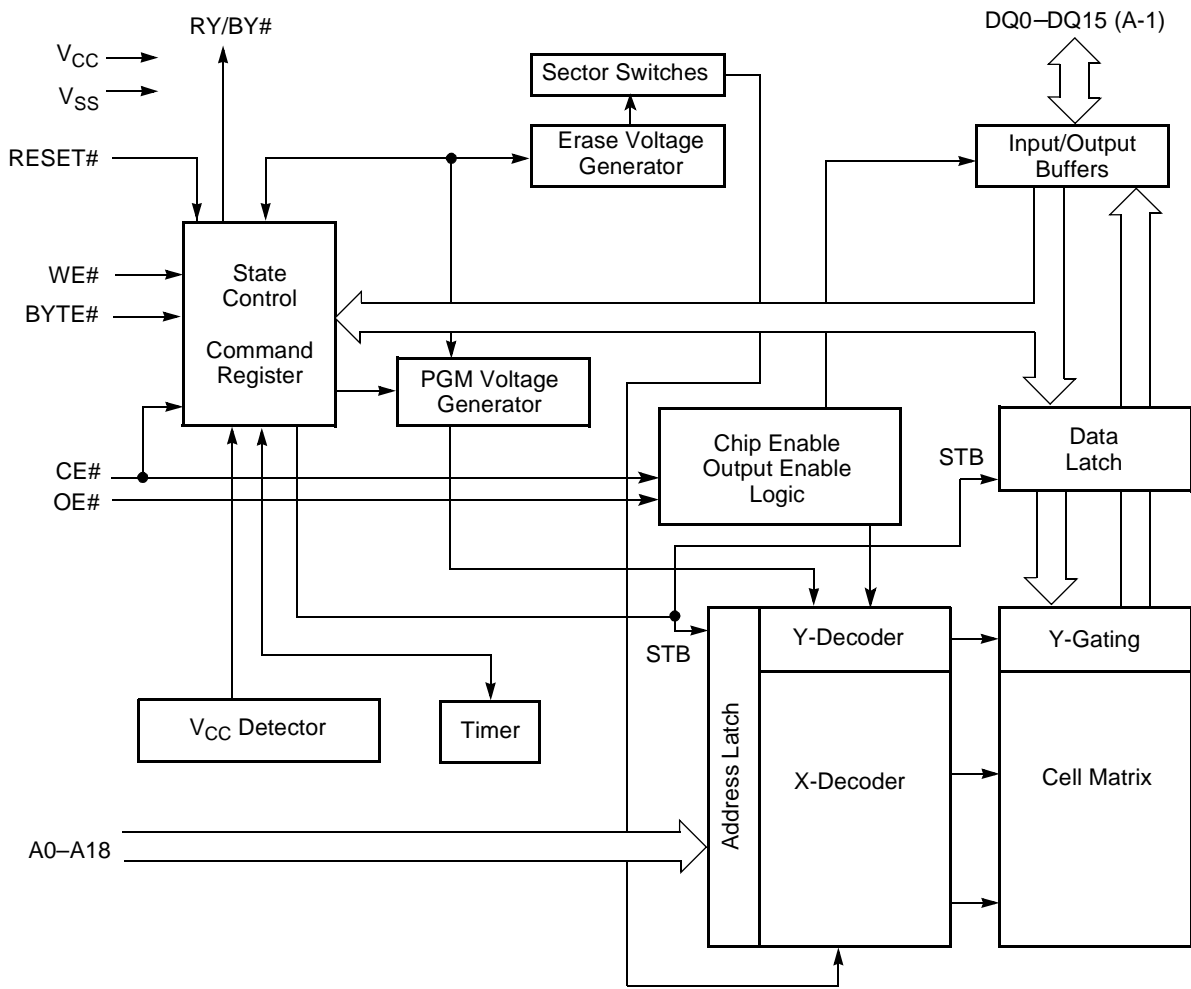 RY/BY#
DQ0–DQ15 (A-1)
VCC
VSS
Sector Switches
Erase Voltage
Generator
Input/Output
Buffers
RESET#
WE#
BYTE#
State
Control
Command
Register
PGM Voltage
Generator
Chip Enable
Output Enable
Logic
Data
Latch
STB
CE#
OE#
STB
Y-Decoder
Y-Gating
VCC Detector
Timer
Address Latch
X-Decoder
Cell Matrix
A0–A18